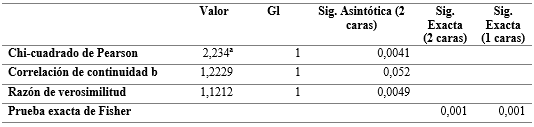 Valor Gl Sig. Asintótica (2 caras) Sig. Exacta (2 caras) Sig. Exacta (1 caras)
Chi-cuadrado de Pearson 2,234ª 1 0,0041
Correlación de continuidad b 1,2229 1 0,052
Razón de verosimilitud 1,1212 1 0,0049
Prueba exacta de Fisher 0,001 0,001